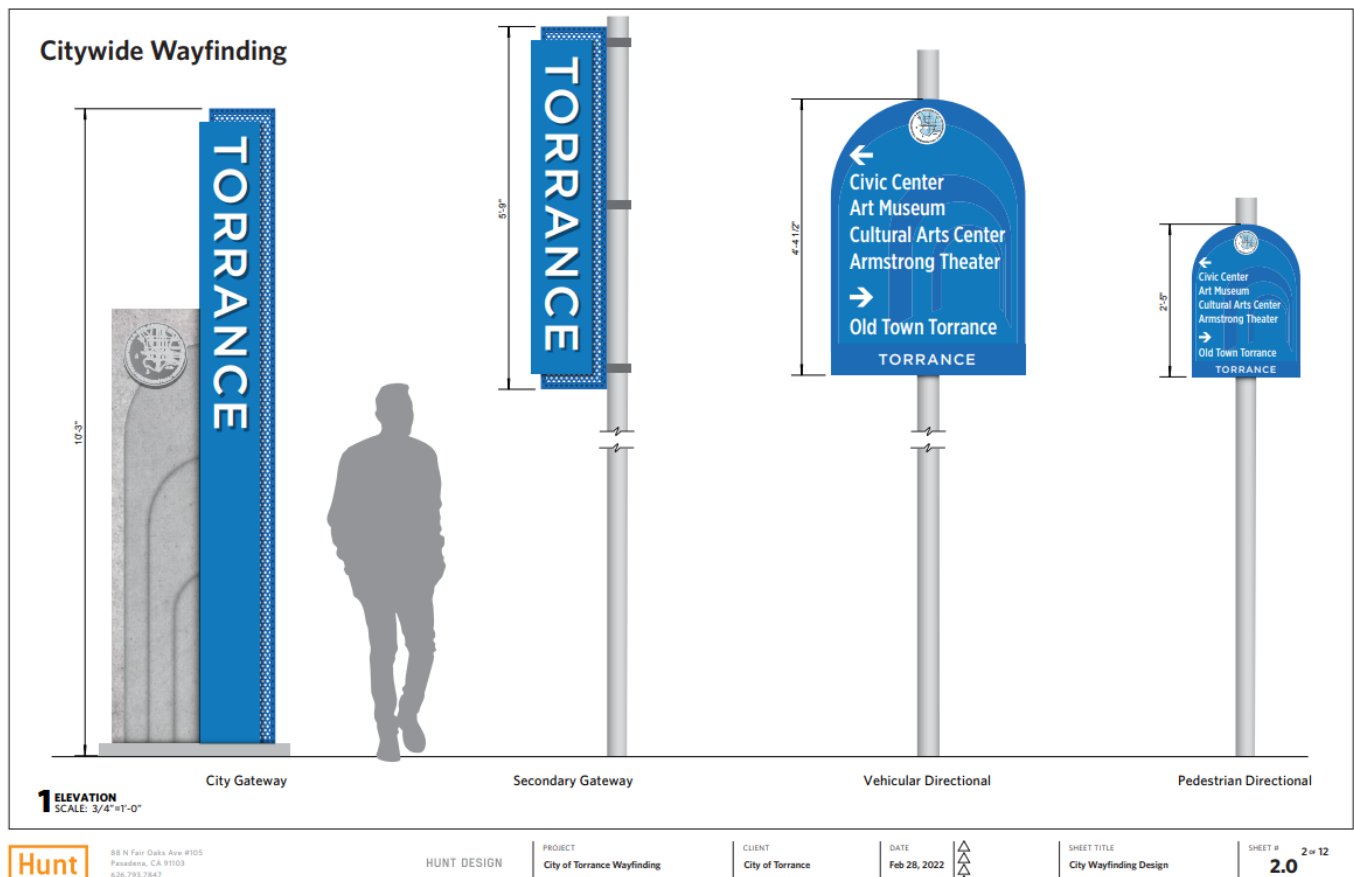 Citywide Wayfinding
10'-3"
TORRANCE
5'-9"
TORRANCE
4'-4 1/2"
Civic Center
Art Museum
Cultural Arts Center
Armstrong Theater
Old Town Torrance
TORRANCE
2'-5"
Civic Center
Art Museum
Cultural Arts Center
Armstrong Theater
Old Town Torrance
TORRANCE
City Gateway
Secondary Gateway
Vehicular Directional
Pedestrian Directional
1 ELEVATION
SCALE: 3/4"=1'-0"
Hunt
88 N Fair Oaks Ave #105
Pasadena, CA 91103
626.793.7847
HUNT DESIGN
PROJECT
City of Torrance Wayfinding
CLIENT
City of Torrance
DATE
Feb 28, 2022
SHEET TITLE
City Wayfinding Design
SHEET #
2.0
2 OF 12